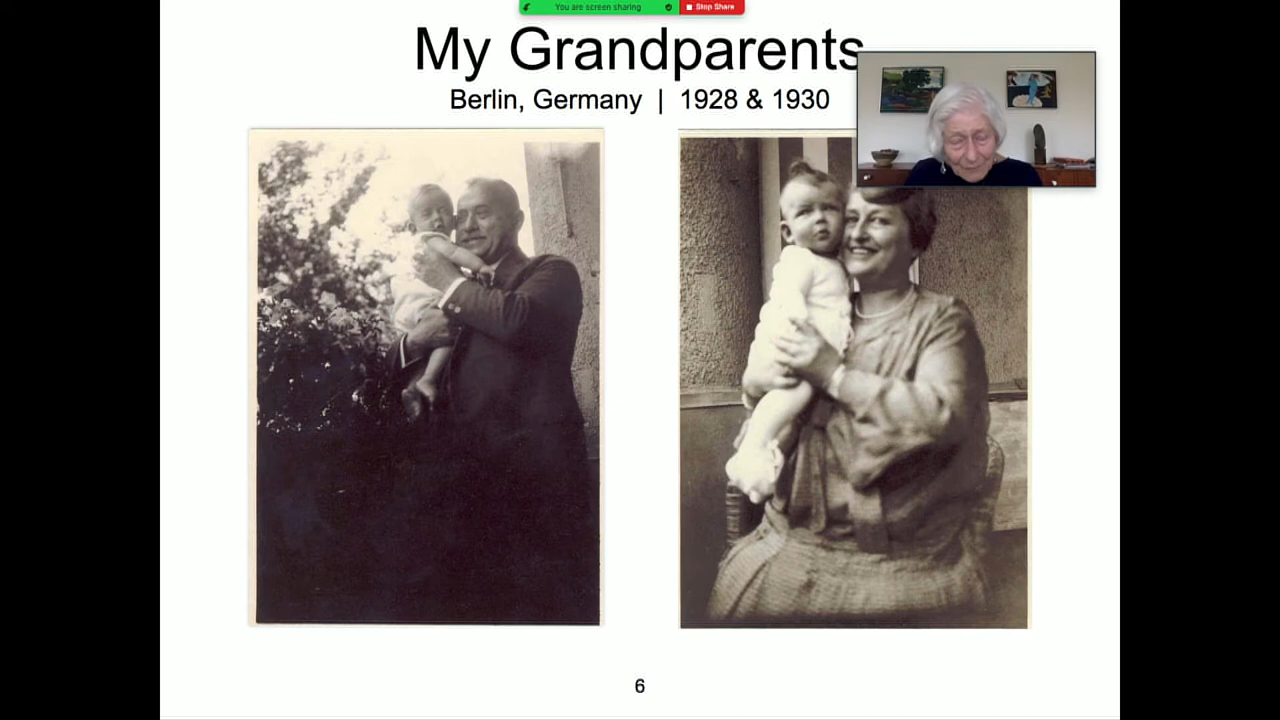 You are screen sharing
Stop Share
My Grandparents
Berlin, Germany | 1928 & 1930
6